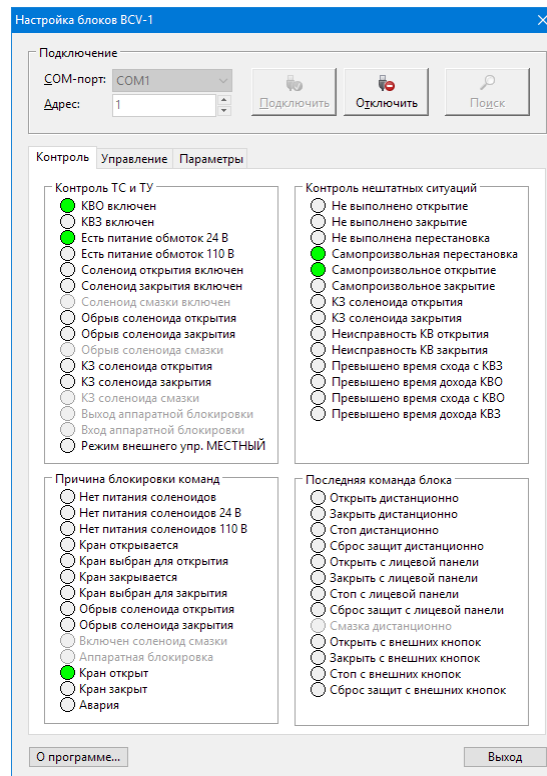 Настройка блоков BCV-1
Подключение
COM-порт: COM1
Подключить
Отключить
Поиск
Адрес: 1
Контроль Управление Параметры
Контроль ТС и ТУ
КВО включен
КВЗ включен
Есть питание обмоток 24 В
Есть питание обмоток 110 В
Соленоид открытия включен
Соленоид закрытия включен
Соленоид смазки включен
Обрыв соленоида открытия
Обрыв соленоида закрытия
Обрыв соленоида смазки
КЗ соленоида открытия
КЗ соленоида закрытия
КЗ соленоида смазки
Выход аппаратной блокировки
Вход аппаратной блокировки
Режим внешнего упр. МЕСТНЫЙ
Контроль нештатных ситуаций
Не выполнено открытие
Не выполнено закрытие
Не выполнена перестановка
Самопроизвольная перестановка
Самопроизвольное открытие
Самопроизвольное закрытие
КЗ соленоида открытия
КЗ соленоида закрытия
Неисправность КВ открытия
Неисправность КВ закрытия
Превышено время схода с КВЗ
Превышено время дохода КВО
Превышено время схода с КВО
Превышено время дохода КВЗ
Причина блокировки команд
Нет питания соленоидов
Нет питания соленоидов 24 В
Нет питания соленоидов 110 В
Кран открывается
Кран выбран для открытия
Кран закрывается
Кран выбран для закрытия
Обрыв соленоида открытия
Обрыв соленоида закрытия
Включен соленоид смазки
Аппаратная блокировка
Кран открыт
Кран закрыт
Авария
Последняя команда блока
Открыть дистанционно
Закрыть дистанционно
Стоп дистанционно
Сброс защит дистанционно
Открыть с лицевой панели
Закрыть с лицевой панели
Стоп с лицевой панели
Сброс защит с лицевой панели
Смазка дистанционно
Открыть с внешних кнопок
Закрыть с внешних кнопок
Стоп с внешних кнопок
Сброс защит с внешних кнопок
О программе...
Выход